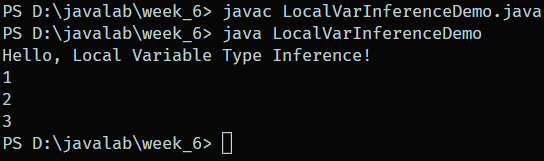 PS D:\javalab\week_6> javac LocalVarInferenceDemo.java
PS D:\javalab\week_6> java LocalVarInferenceDemo
Hello, Local Variable Type Inference!
1
2
3
PS D:\javalab\week_6>